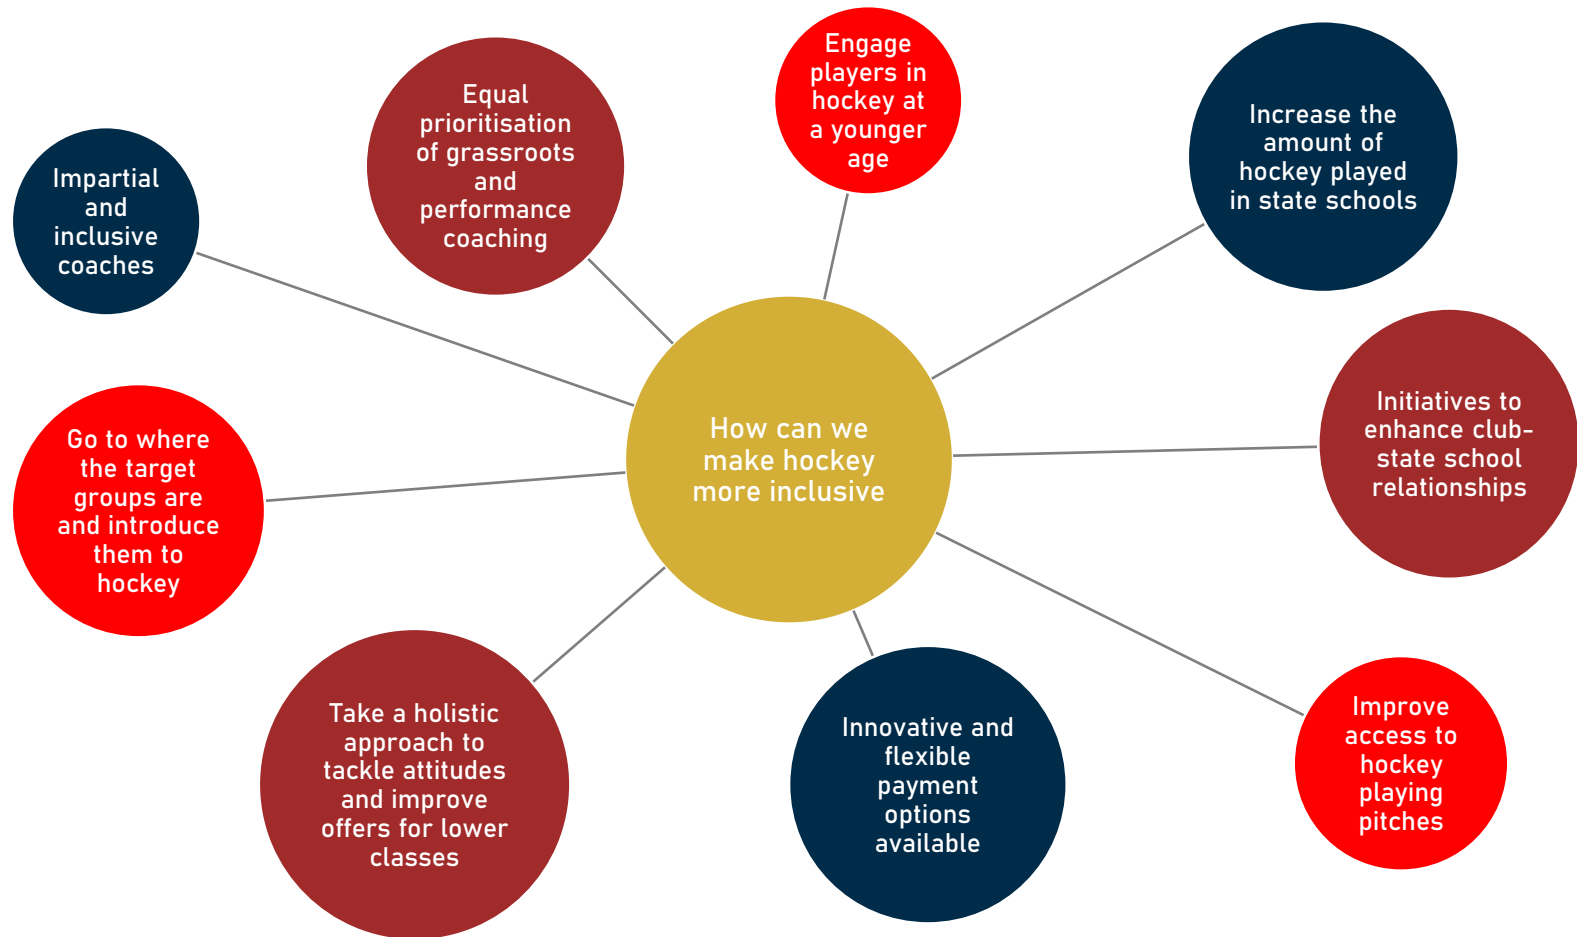 Engage
players in
hockey at
a younger
age
Equal
prioritisation
of grassroots
and
performance
coaching
Increase the
amount of
hockey played
in state schools
Impartial
and
inclusive
coaches
How can we
make hockey
more inclusive
Initiatives to
enhance club-
state school
relationships
Go to where
the target
groups are
and introduce
them to
hockey
Take a holistic
approach to
tackle attitudes
and improve
offers for lower
classes
Innovative and
flexible
payment
options
available
Improve
access to
hockey
playing
pitches